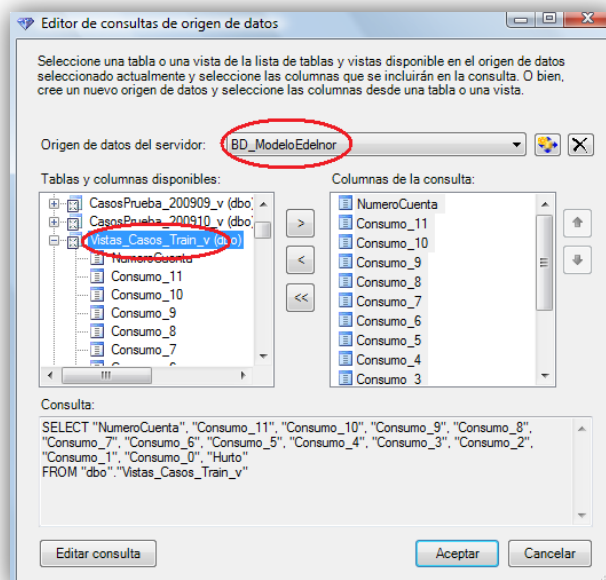 Editor de consultas de origen de datos
Seleccione una tabla o una vista de la lista de tablas y vistas disponible en el origen de datos
seleccionado actualmente y seleccione las columnas que se incluirán en la consulta. O bien,
cree un nuevo origen de datos y seleccione las columnas desde una tabla o una vista.
Origen de datos del servidor: BD_ModeloEdelnor
Tablas y columnas disponibles:
CasosPrueba_200909_v (dbo)
CasosPrueba_200910_v (dbo)
Vistas_Casos_Train_v (dbo)
NumeroCuenta
Consumo_11
Consumo_10
Consumo_9
Consumo_8
Consumo_7
>
<
<<
Columnas de la consulta:
NumeroCuenta
Consumo_11
Consumo_10
Consumo_9
Consumo_8
Consumo_7
Consumo_6
Consumo_5
Consumo_4
Consumo_3
Consulta:
SELECT "NumeroCuenta", "Consumo_11", "Consumo_10", "Consumo_9", "Consumo_8",
"Consumo_7", "Consumo_6", "Consumo_5", "Consumo_4", "Consumo_3", "Consumo_2",
"Consumo_1", "Consumo_0", "Hurto"
FROM "dbo"."Vistas_Casos_Train_v"
Editar consulta
Aceptar
Cancelar